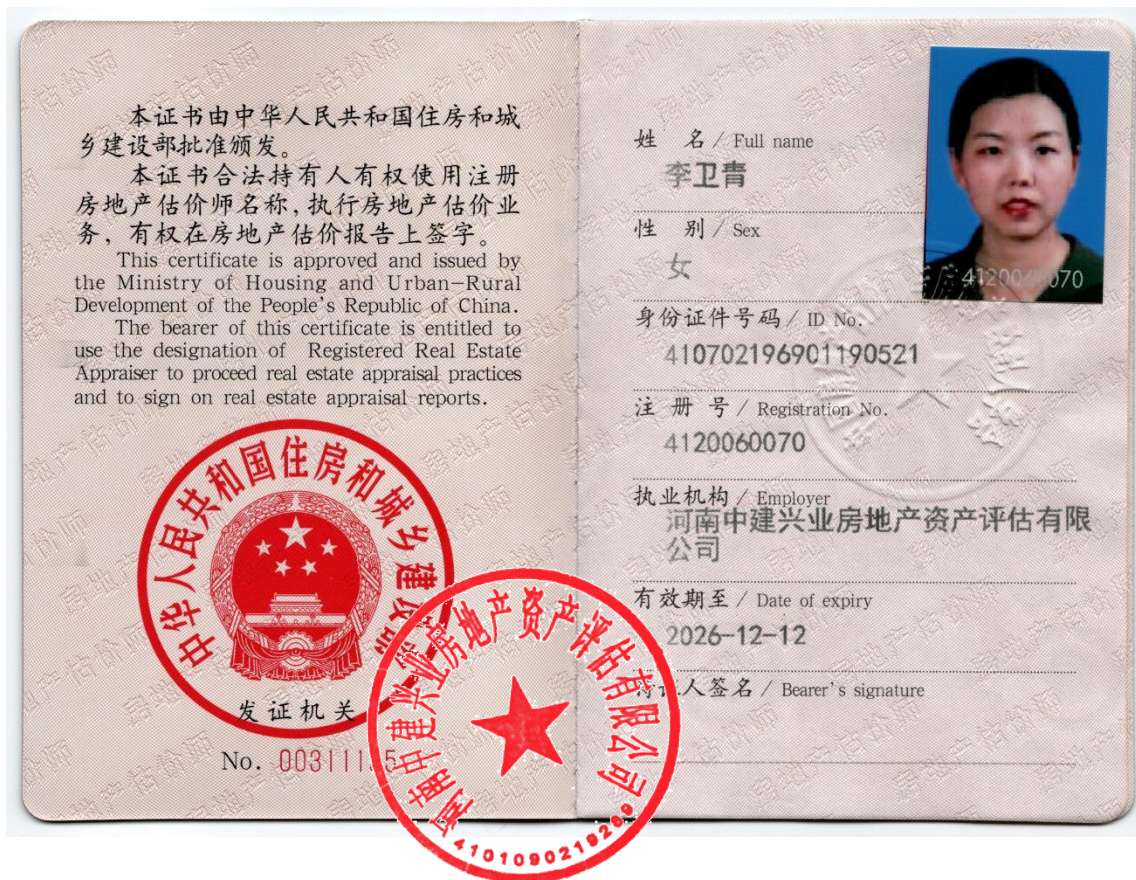 本证书由中华人民共和国住房和城
乡建设部批准颁发。
本证书合法持有人有权使用注册
房地产估价师名称,执行房地产估价业
务，有权在房地产估价报告上签字。
This certificate is approved and issued by
the Ministry of Housing and Urban-Rural
Development of the People's Republic of China.
The bearer of this certificate is entitled to
use the designation of Registered Real Estate
Appraiser to proceed real estate appraisal practices
and to sign on real estate appraisal reports.
中华人民共和国住房和城乡建设部
发证机关
No.
河南中建兴业房地产资产评估有限公司
4101090219289
姓 名 / Full name
李卫青
性 别 / Sex
女
身份证件号码 / ID No.
410702196901190521
注 册 号 / Registration No.
4120060070
执业机构 / Employer
河南中建兴业房地产资产评估有限
公司
有效期至 / Date of expiry
2026-12-12
持证人签名 / Bearer's signature
4120060070